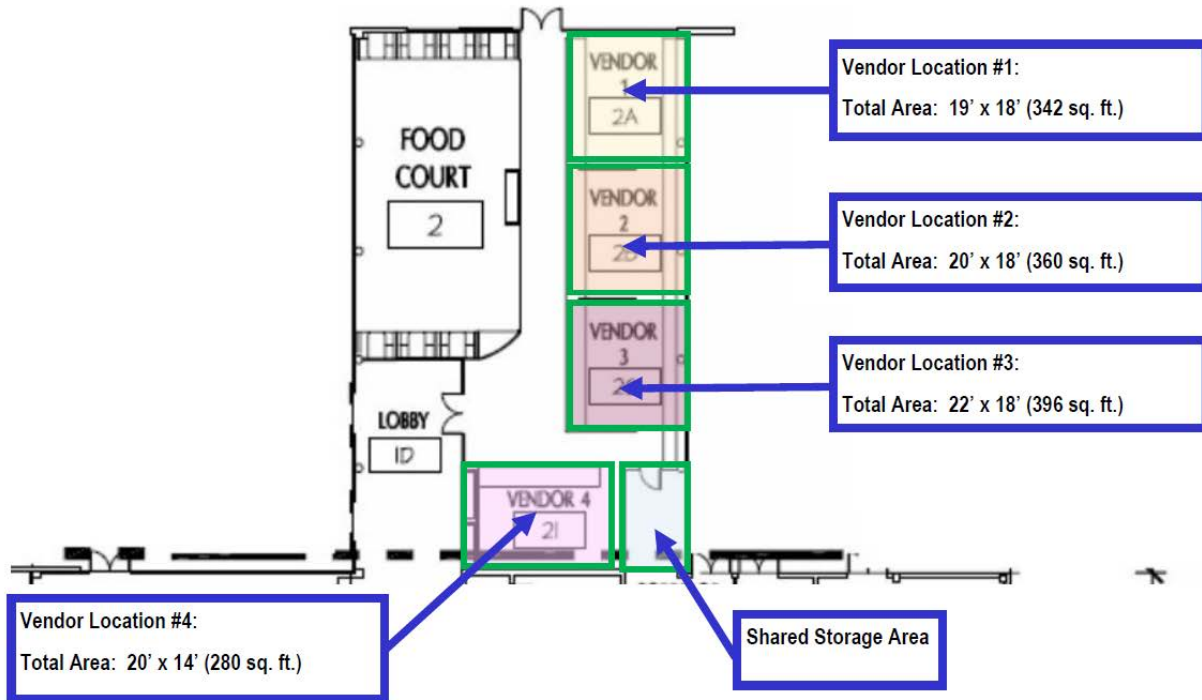 VENDOR
1
2A
Vendor Location #1:
Total Area: 19’ x 18’ (342 sq. ft.)
FOOD
COURT
2
VENDOR
2
Vendor Location #2:
Total Area: 20’ x 18’ (360 sq. ft.)
VENDOR
3
Vendor Location #3:
Total Area: 22’ x 18’ (396 sq. ft.)
LOBBY
1D
VENDOR 4
21
Vendor Location #4:
Total Area: 20’ x 14’ (280 sq. ft.)
Shared Storage Area